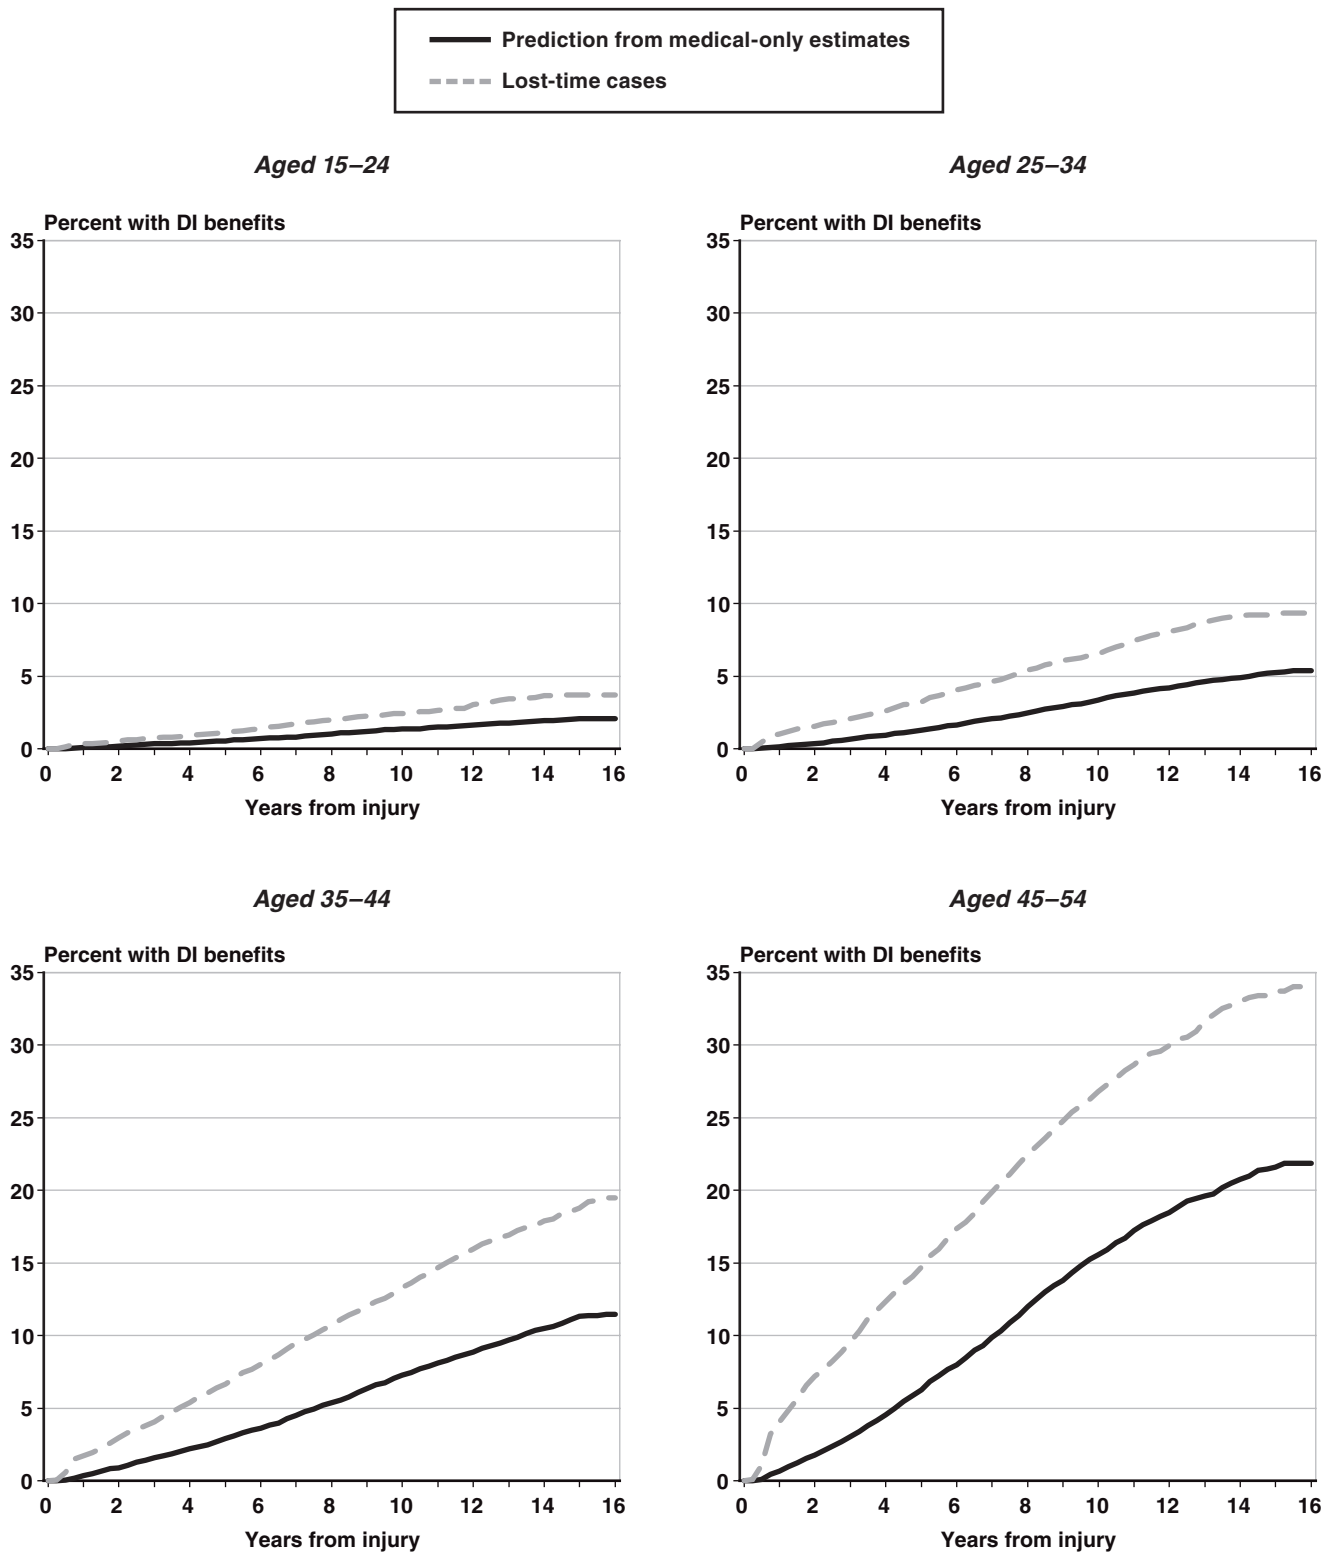 Prediction from medical-only estimates
Lost-time cases
Aged 15–24
Percent with DI benefits
35
30
25
20
15
10
5
0
0 2 4 6 8 10 12 14 16
Years from injury
Aged 25–34
Percent with DI benefits
35
30
25
20
15
10
5
0
0 2 4 6 8 10 12 14 16
Years from injury
Aged 35–44
Percent with DI benefits
35
30
25
20
15
10
5
0
0 2 4 6 8 10 12 14 16
Years from injury
Aged 45–54
Percent with DI benefits
35
30
25
20
15
10
5
0
0 2 4 6 8 10 12 14 16
Years from injury